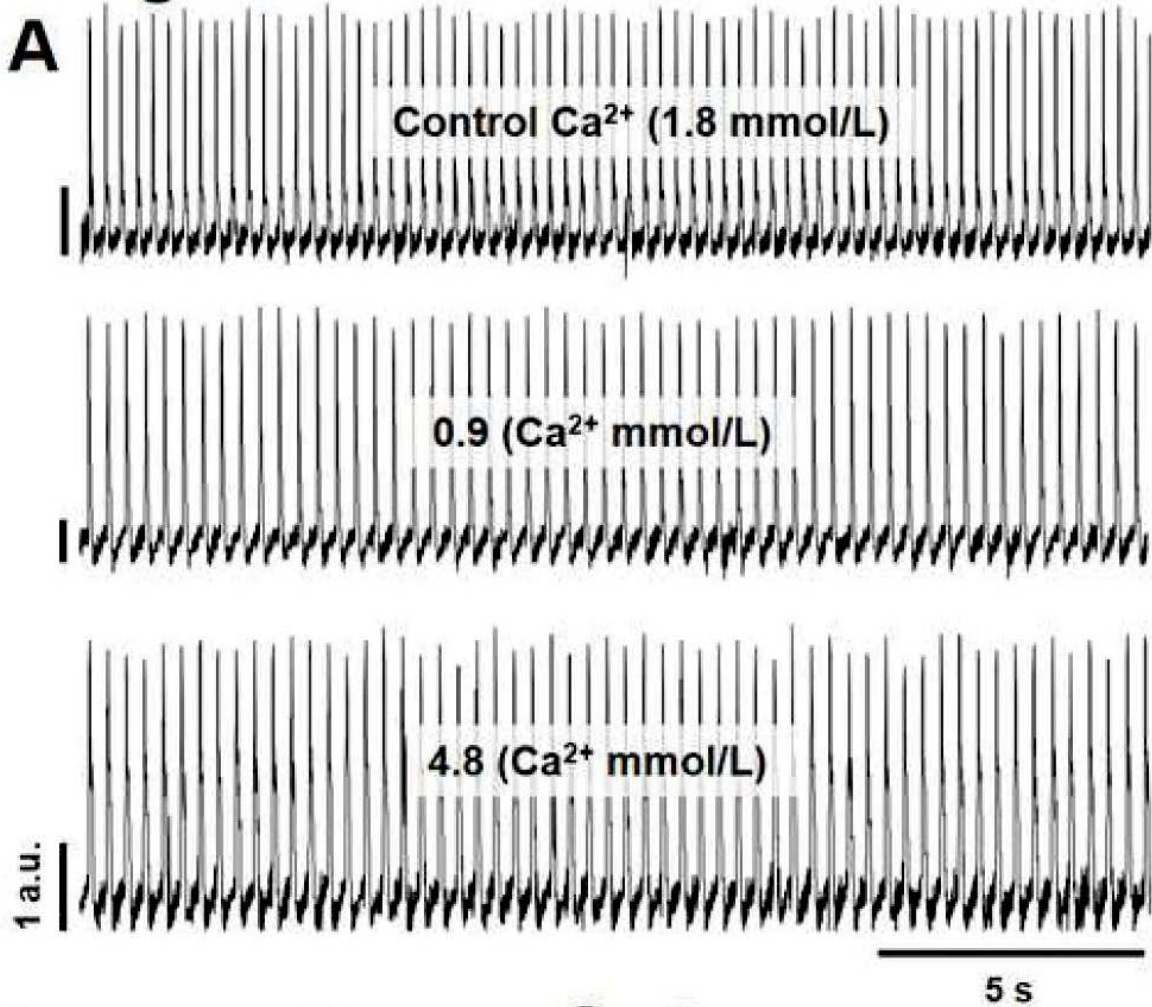 A
Control Ca²⁺ (1.8 mmol/L)
0.9 (Ca²⁺ mmol/L)
4.8 (Ca²⁺ mmol/L)
1 a.u.
5 s